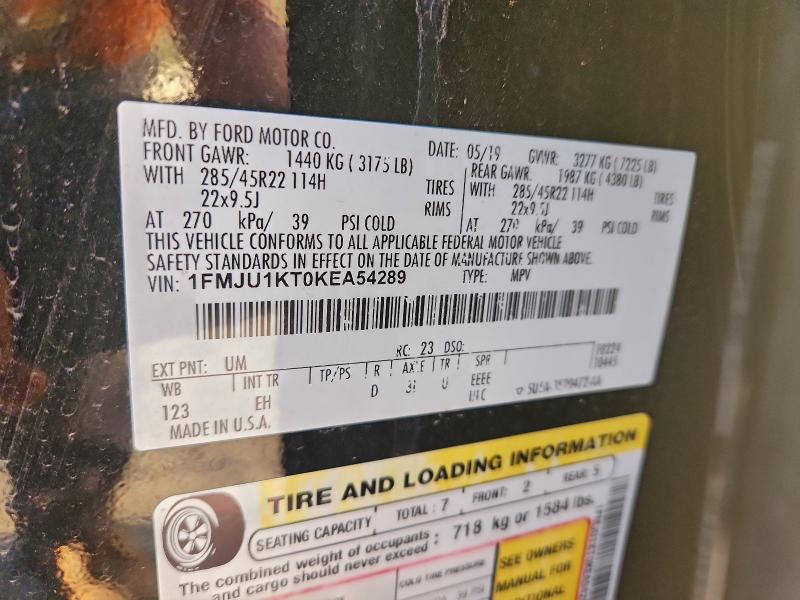 MFD. BY FORD MOTOR CO.
DATE: 05/19 GVWR: 3277 KG ( 7225 LB)
FRONT GAWR: 1440 KG ( 3175 LB)
WITH 285/45R22 114H TIRES
22x9.5J RIMS
AT 270 kPa/ 39 PSI COLD
REAR GAWR: 1987 KG ( 4380 LB)
WITH 285/45R22 114H TIRES
22x9.5J RIMS
AT 270 kPa/ 39 PSI COLD
THIS VEHICLE CONFORMS TO ALL APPLICABLE FEDERAL MOTOR VEHICLE
SAFETY STANDARDS IN EFFECT ON THE DATE OF MANUFACTURE SHOWN ABOVE.
VIN: 1FMJU1KT0KEA54289 TYPE: MPV
EXT PNT: UM RC: 23 DSO:
WB INT TR TP/PS R AXLE TR SPR
123 EH D EEEE
MADE IN U.S.A.
TIRE AND LOADING INFORMATION
SEATING CAPACITY TOTAL : 7 FRONT: 2 REAR: 5
The combined weight of occupants : 718 kg or 1584 lbs.
and cargo should never exceed
COLD TIRE PRESSURE
SEE OWNERS
MANUAL FOR
ADDITIONAL